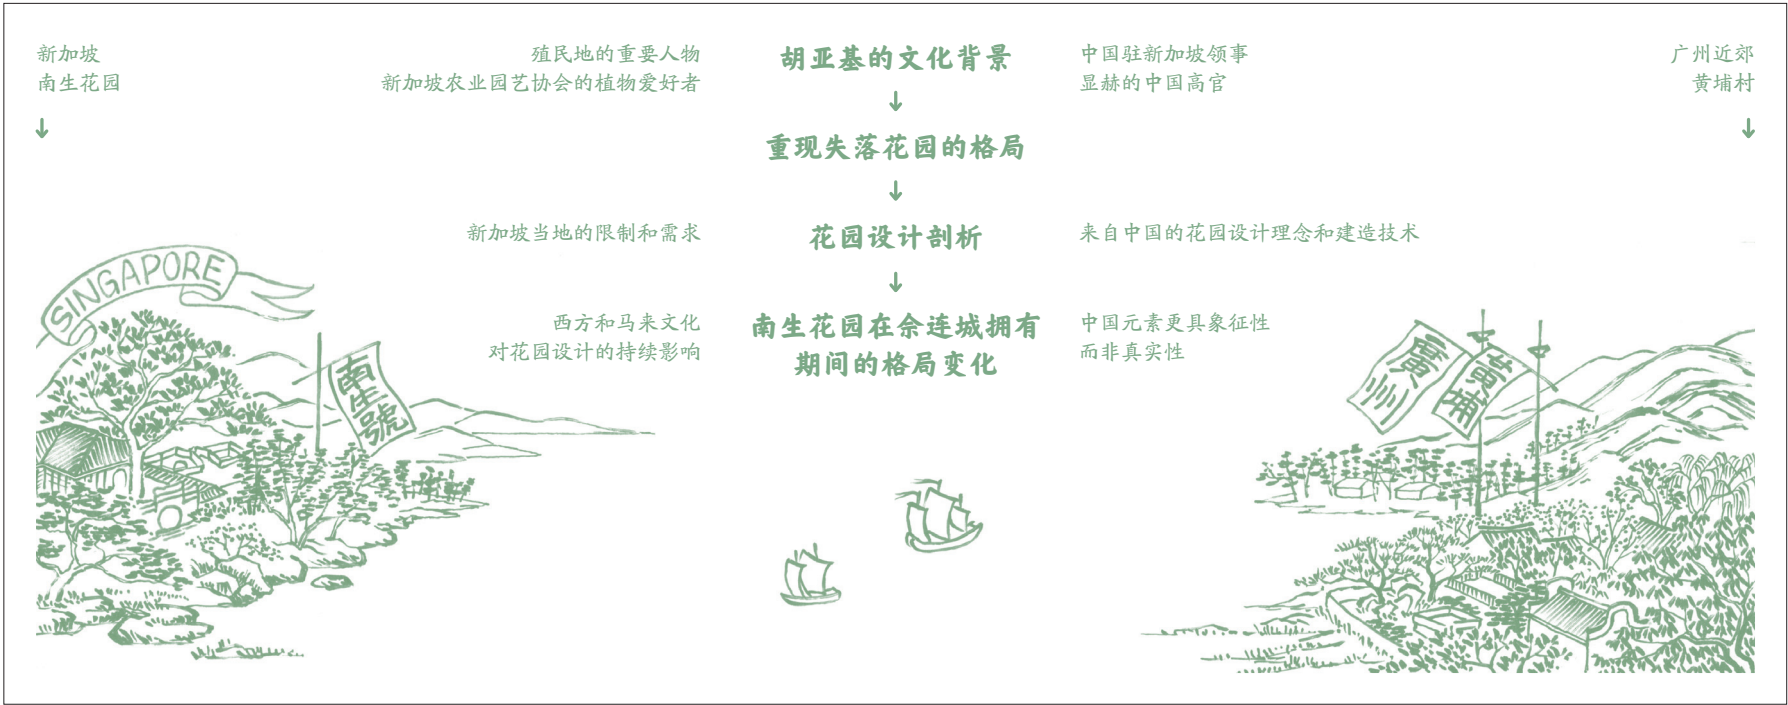 新加坡
南生花园
↓
殖民地的重要人物
新加坡农业园艺协会的植物爱好者
胡亚基的文化背景
中国驻新加坡领事
显赫的中国高官
广州近郊
黄埔村
↓
↓
重现失落花园的格局
↓
新加坡当地的限制和需求
花园设计剖析
来自中国的花园设计理念和建造技术
↓
西方和马来文化
对花园设计的持续影响
南生花园在佘连城拥有
期间的格局变化
中国元素更具象征性
而非真实性
SINGAPORE
南生號
廣州
黃埔